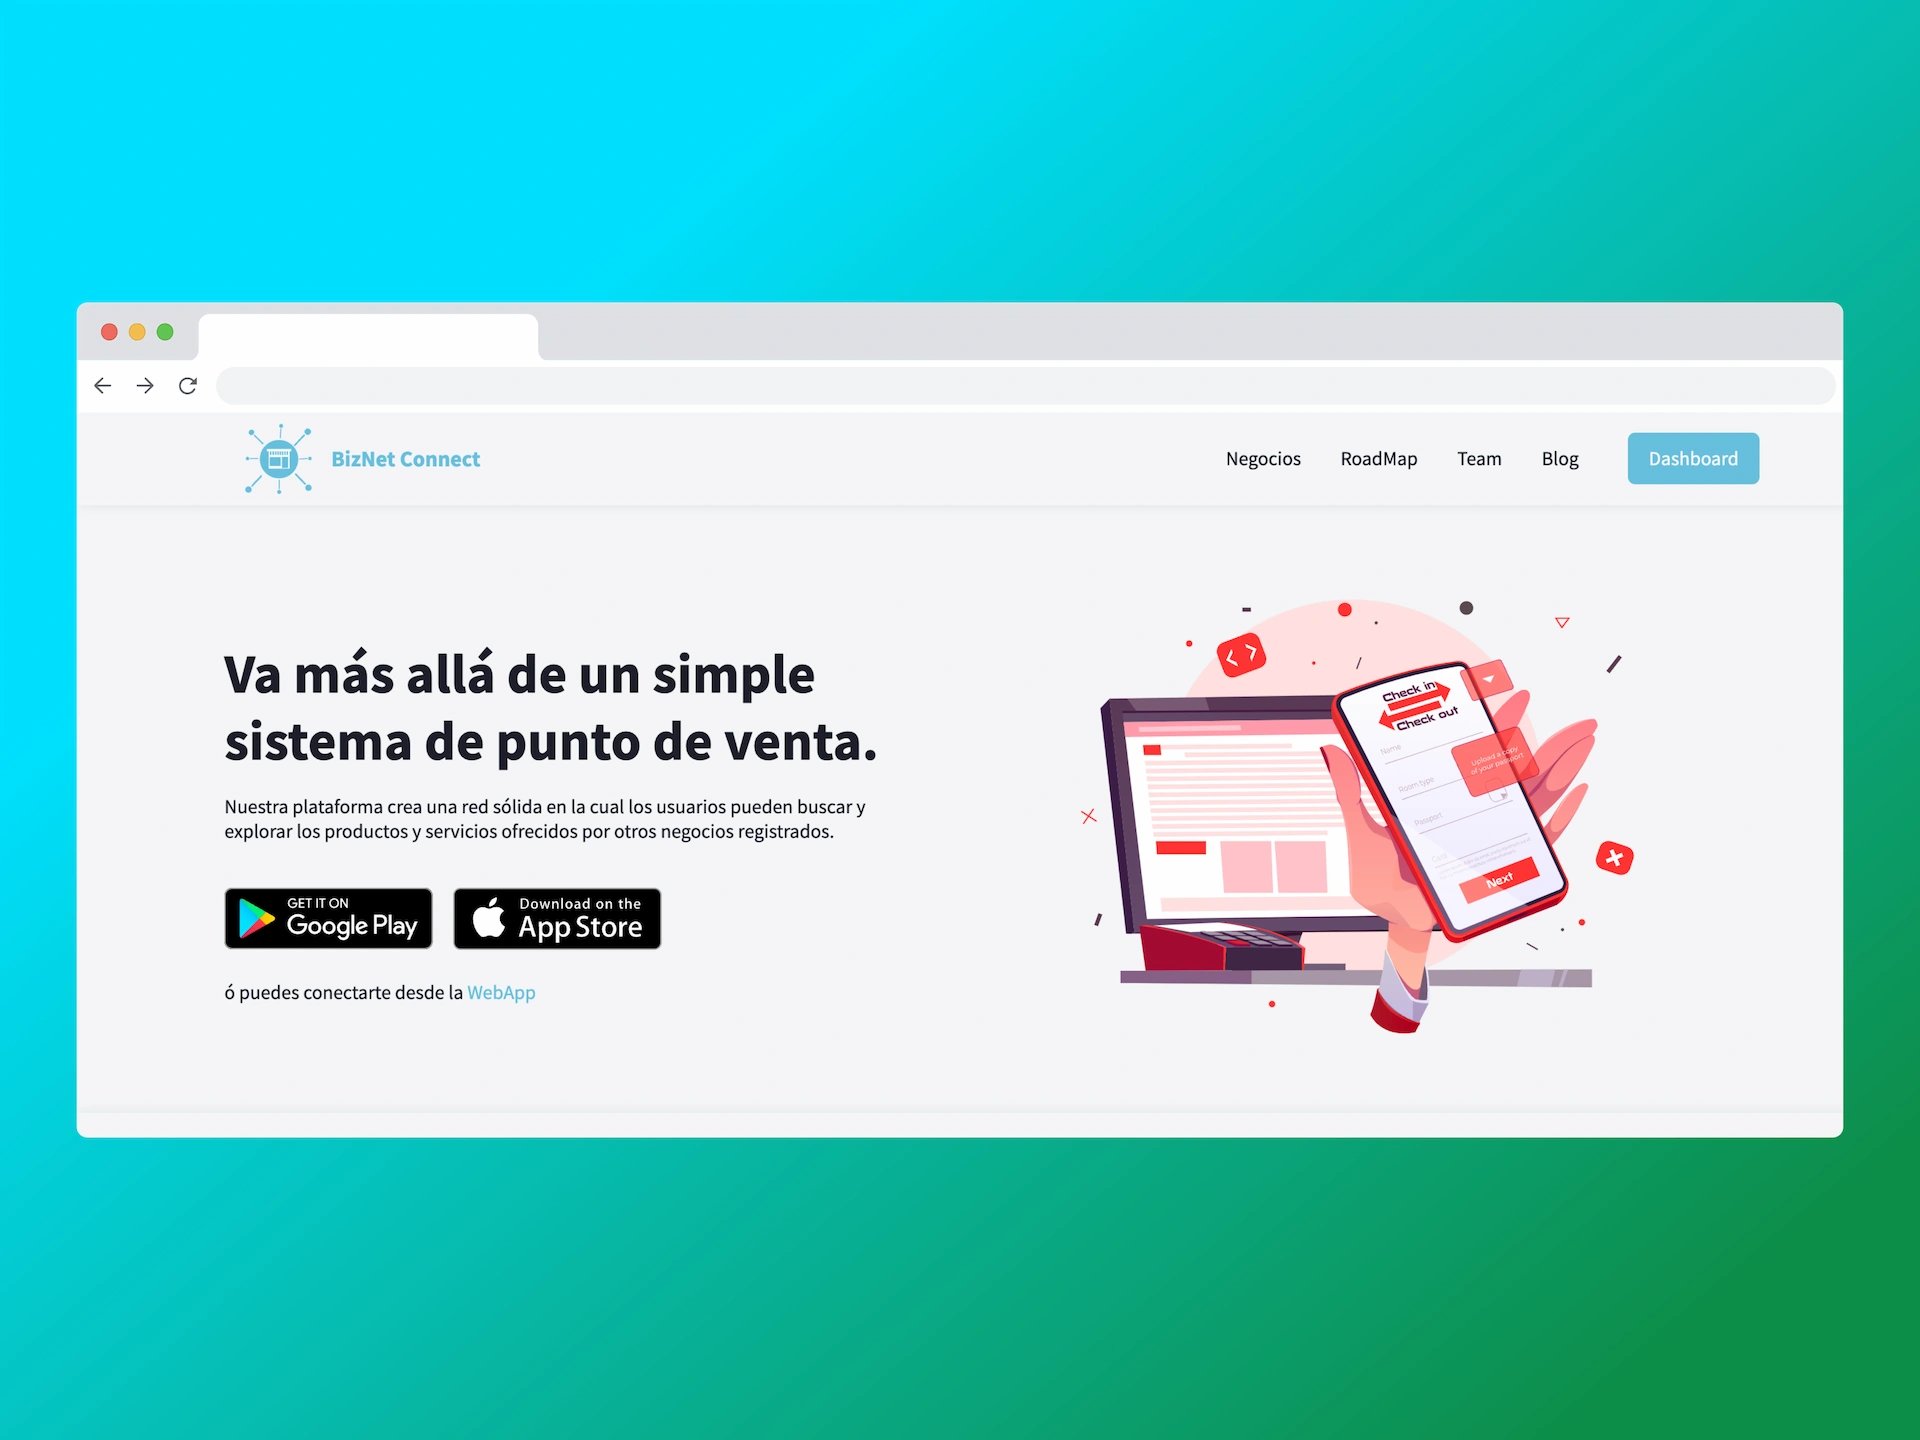 BizNet Connect
Negocios
RoadMap
Team
Blog
Dashboard
Va más allá de un simple
sistema de punto de venta.
Nuestra plataforma crea una red sólida en la cual los usuarios pueden buscar y
explorar los productos y servicios ofrecidos por otros negocios registrados.
GET IT ON
Google Play
Download on the
App Store
ó puedes conectarte desde la WebApp
Check in
Check out
Name
Upload a copy
of your passport
Room type
Passport
Card
Next